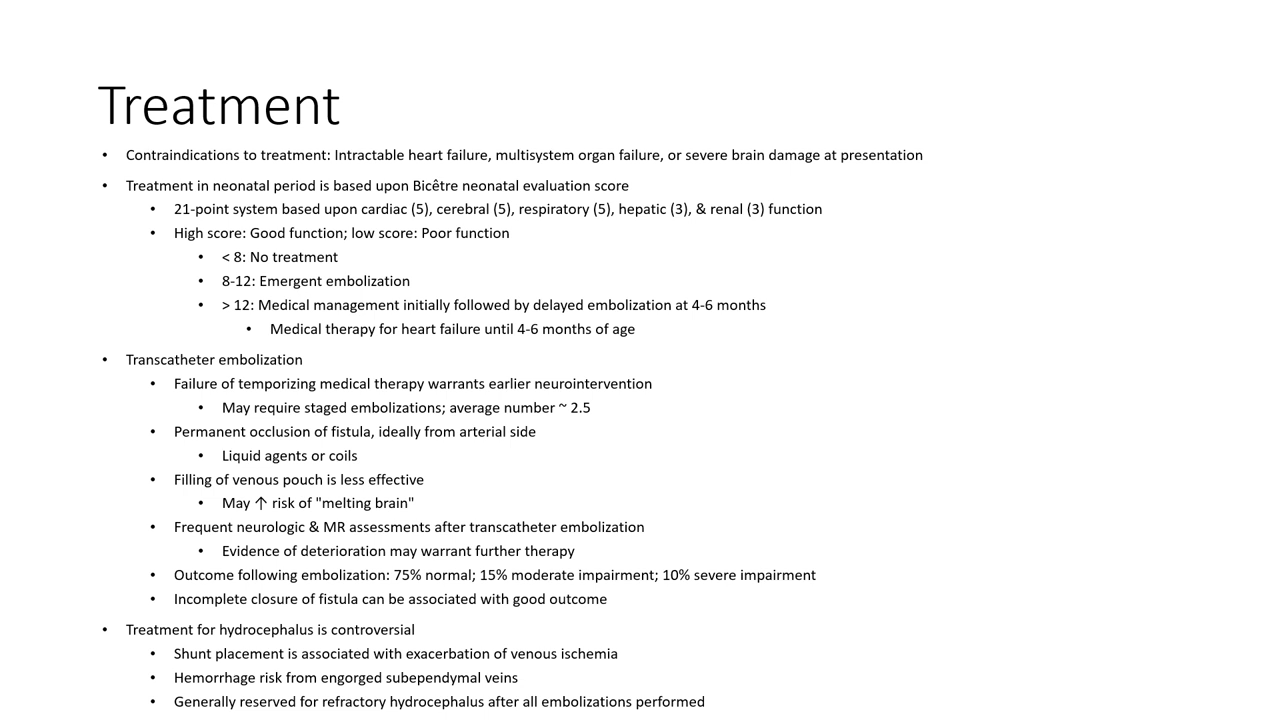 Treatment
• Contraindications to treatment: Intractable heart failure, multisystem organ failure, or severe brain damage at presentation
• Treatment in neonatal period is based upon Bicêtre neonatal evaluation score
• 21-point system based upon cardiac (5), cerebral (5), respiratory (5), hepatic (3), & renal (3) function
• High score: Good function; low score: Poor function
• < 8: No treatment
• 8-12: Emergent embolization
• > 12: Medical management initially followed by delayed embolization at 4-6 months
• Medical therapy for heart failure until 4-6 months of age
• Transcatheter embolization
• Failure of temporizing medical therapy warrants earlier neurointervention
• May require staged embolizations; average number ~ 2.5
• Permanent occlusion of fistula, ideally from arterial side
• Liquid agents or coils
• Filling of venous pouch is less effective
• May ↑ risk of "melting brain"
• Frequent neurologic & MR assessments after transcatheter embolization
• Evidence of deterioration may warrant further therapy
• Outcome following embolization: 75% normal; 15% moderate impairment; 10% severe impairment
• Incomplete closure of fistula can be associated with good outcome
• Treatment for hydrocephalus is controversial
• Shunt placement is associated with exacerbation of venous ischemia
• Hemorrhage risk from engorged subependymal veins
• Generally reserved for refractory hydrocephalus after all embolizations performed